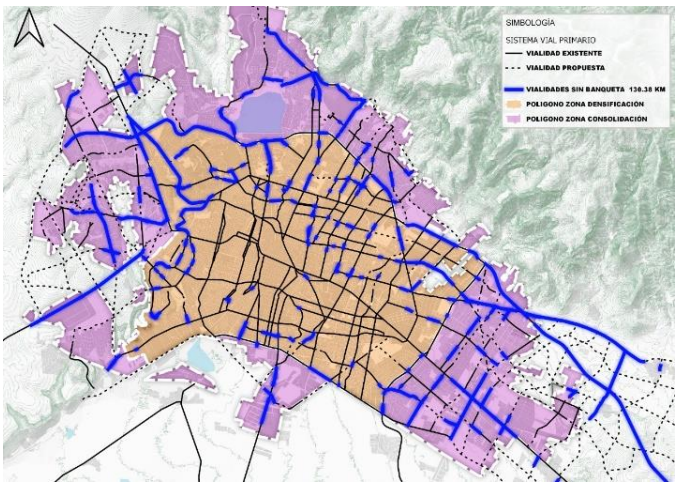 SIMBOLOGÍA
SISTEMA VIAL PRIMARIO
VIALIDAD EXISTENTE
VIALIDAD PROPUESTA
VIALIDADES SIN BANQUETA 130.38 KM
POLIGONO ZONA DENSIFICACIÓN
POLIGONO ZONA CONSOLIDACIÓN